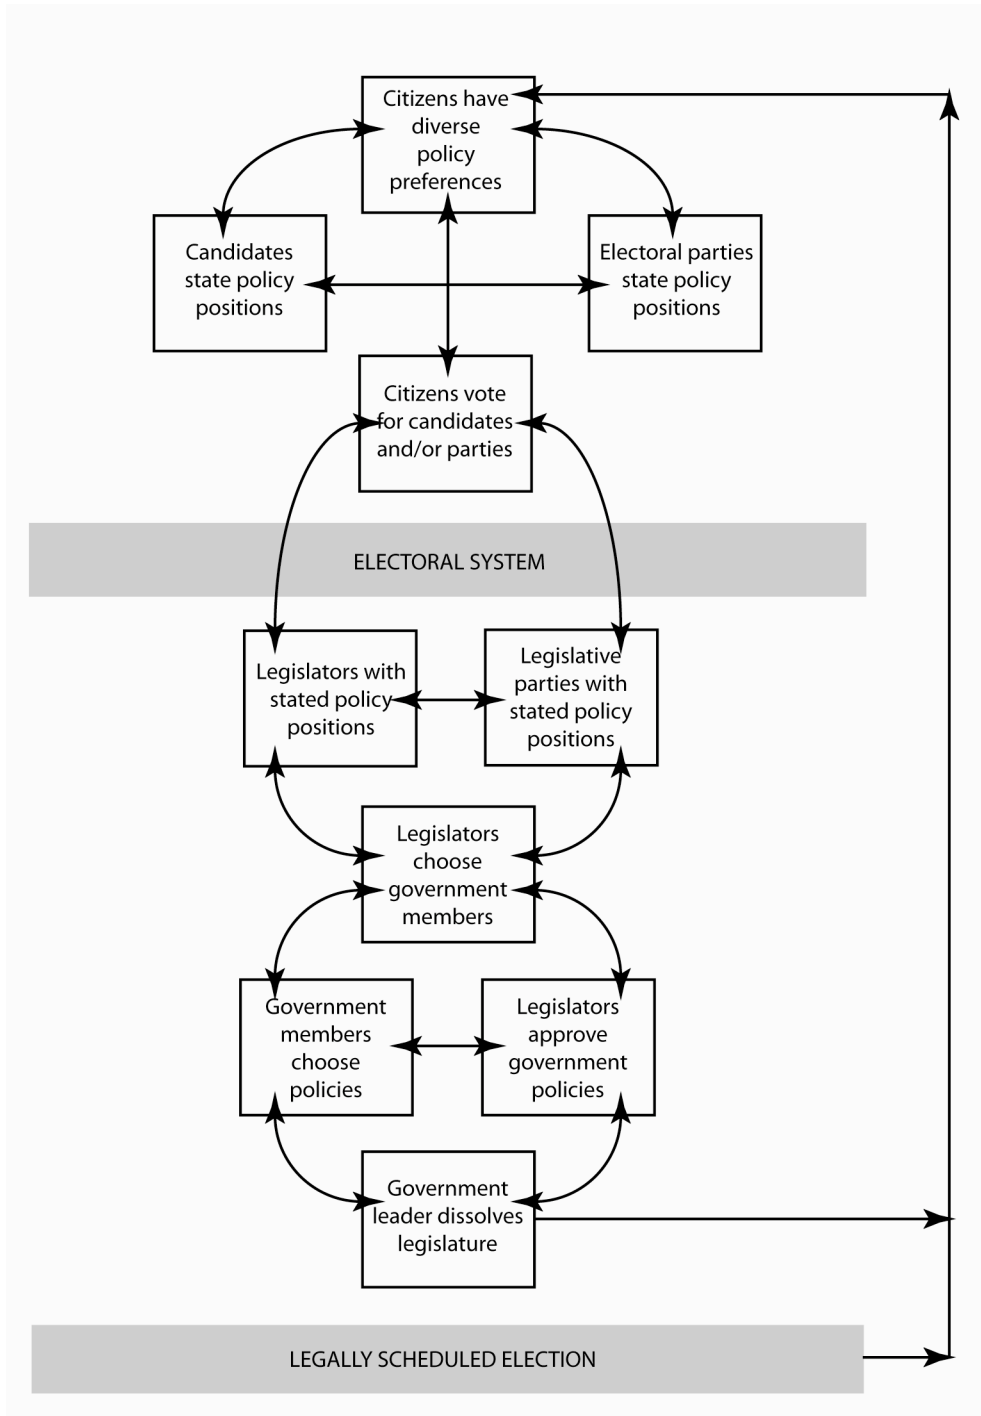 Citizens have
diverse
policy
preferences
Candidates
state policy
positions
Electoral parties
state policy
positions
Citizens vote
for candidates
and/or parties
ELECTORAL SYSTEM
Legislators with
stated policy
positions
Legislative
parties with
stated policy
positions
Legislators
choose
government
members
Government
members
choose
policies
Legislators
approve
government
policies
Government
leader dissolves
legislature
LEGALLY SCHEDULED ELECTION